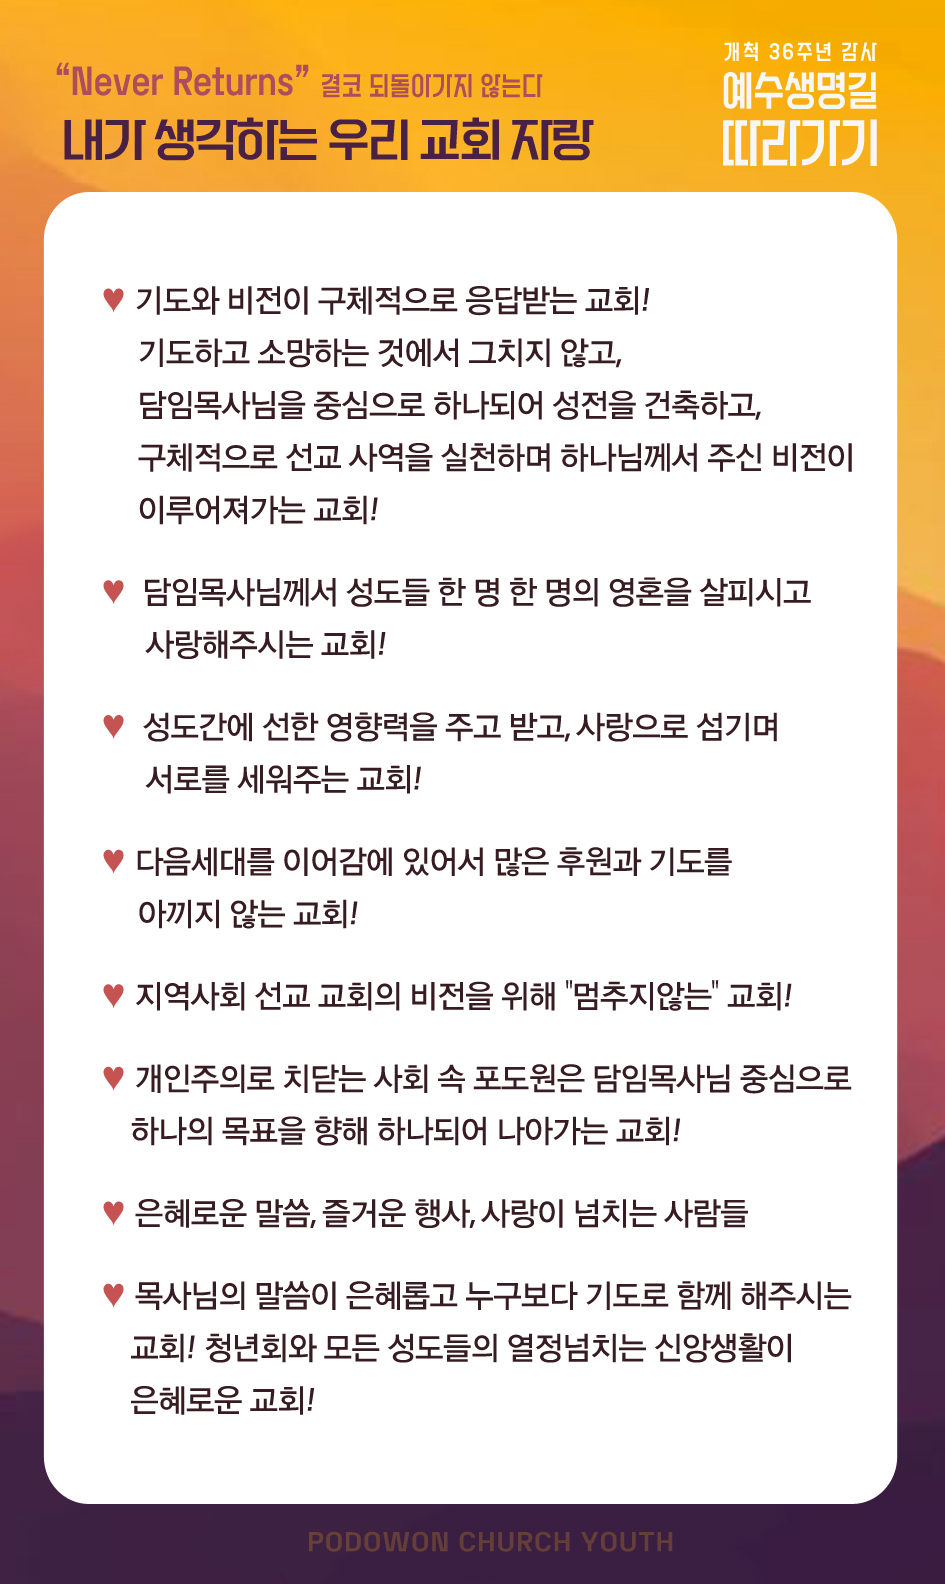 “Never Returns” 결코 되돌아가지 않는다
내가 생각하는 우리 교회 자랑
개척 36주년 감사
예수생명길
따라가기
♥ 기도와 비전이 구체적으로 응답받는 교회!
기도하고 소망하는 것에서 그치지 않고,
담임목사님을 중심으로 하나되어 성전을 건축하고,
구체적으로 선교 사역을 실천하며 하나님께서 주신 비전이
이루어져가는 교회!
♥ 담임목사님께서 성도들 한 명 한 명의 영혼을 살피시고
사랑해주시는 교회!
♥ 성도간에 선한 영향력을 주고 받고, 사랑으로 섬기며
서로를 세워주는 교회!
♥ 다음세대를 이어감에 있어서 많은 후원과 기도를
아끼지 않는 교회!
♥ 지역사회 선교 교회의 비전을 위해 "멈추지않는" 교회!
♥ 개인주의로 치닫는 사회 속 포도원은 담임목사님 중심으로
하나의 목표을 향해 하나되어 나아가는 교회!
♥ 은혜로운 말씀, 즐거운 행사, 사랑이 넘치는 사람들
♥ 목사님의 말씀이 은혜롭고 누구보다 기도로 함께 해주시는
교회! 청년회와 모든 성도들의 열정넘치는 신앙생활이
은혜로운 교회!
PODOWON CHURCH YOUTH